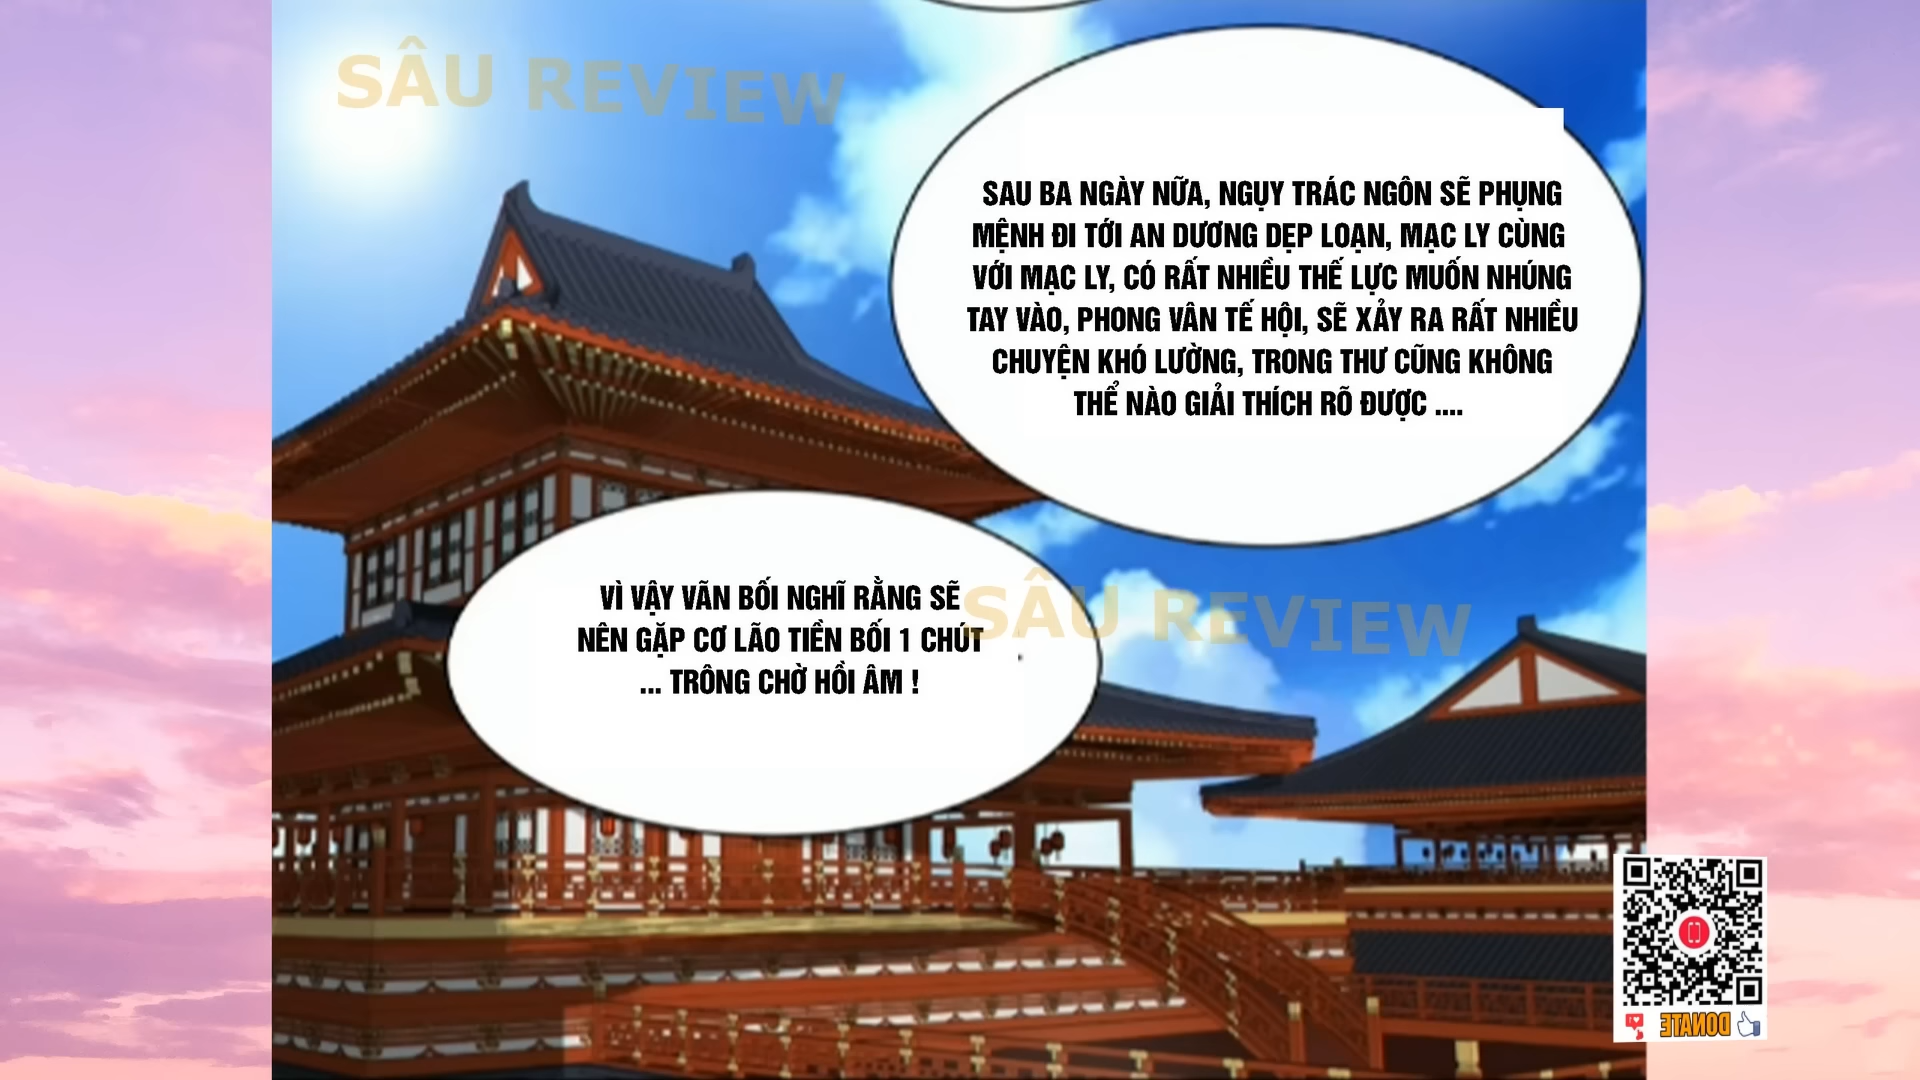 SÂU REVIEW
SAU BA NGÀY NỮA, NGỤY TRÁC NGÔN SẼ PHỤNG
MỆNH ĐI TỚI AN DƯƠNG DẸP LOẠN, MẠC LY CÙNG
VỚI MẠC LY, CÓ RẤT NHIỀU THẾ LỰC MUỐN NHÚNG
TAY VÀO, PHONG VÂN TẾ HỘI, SẼ XẢY RA RẤT NHIỀU
CHUYỆN KHÓ LƯỜNG, TRONG THƯ CŨNG KHÔNG
THỂ NÀO GIẢI THÍCH RÕ ĐƯỢC ....
VÌ VẬY VÃN BỐI NGHĨ RẰNG SẼ
NÊN GẶP CƠ LÃO TIỀN BỐI 1 CHÚT
... TRÔNG CHỜ HỒI ÂM !
SÂU REVIEW
DONATE